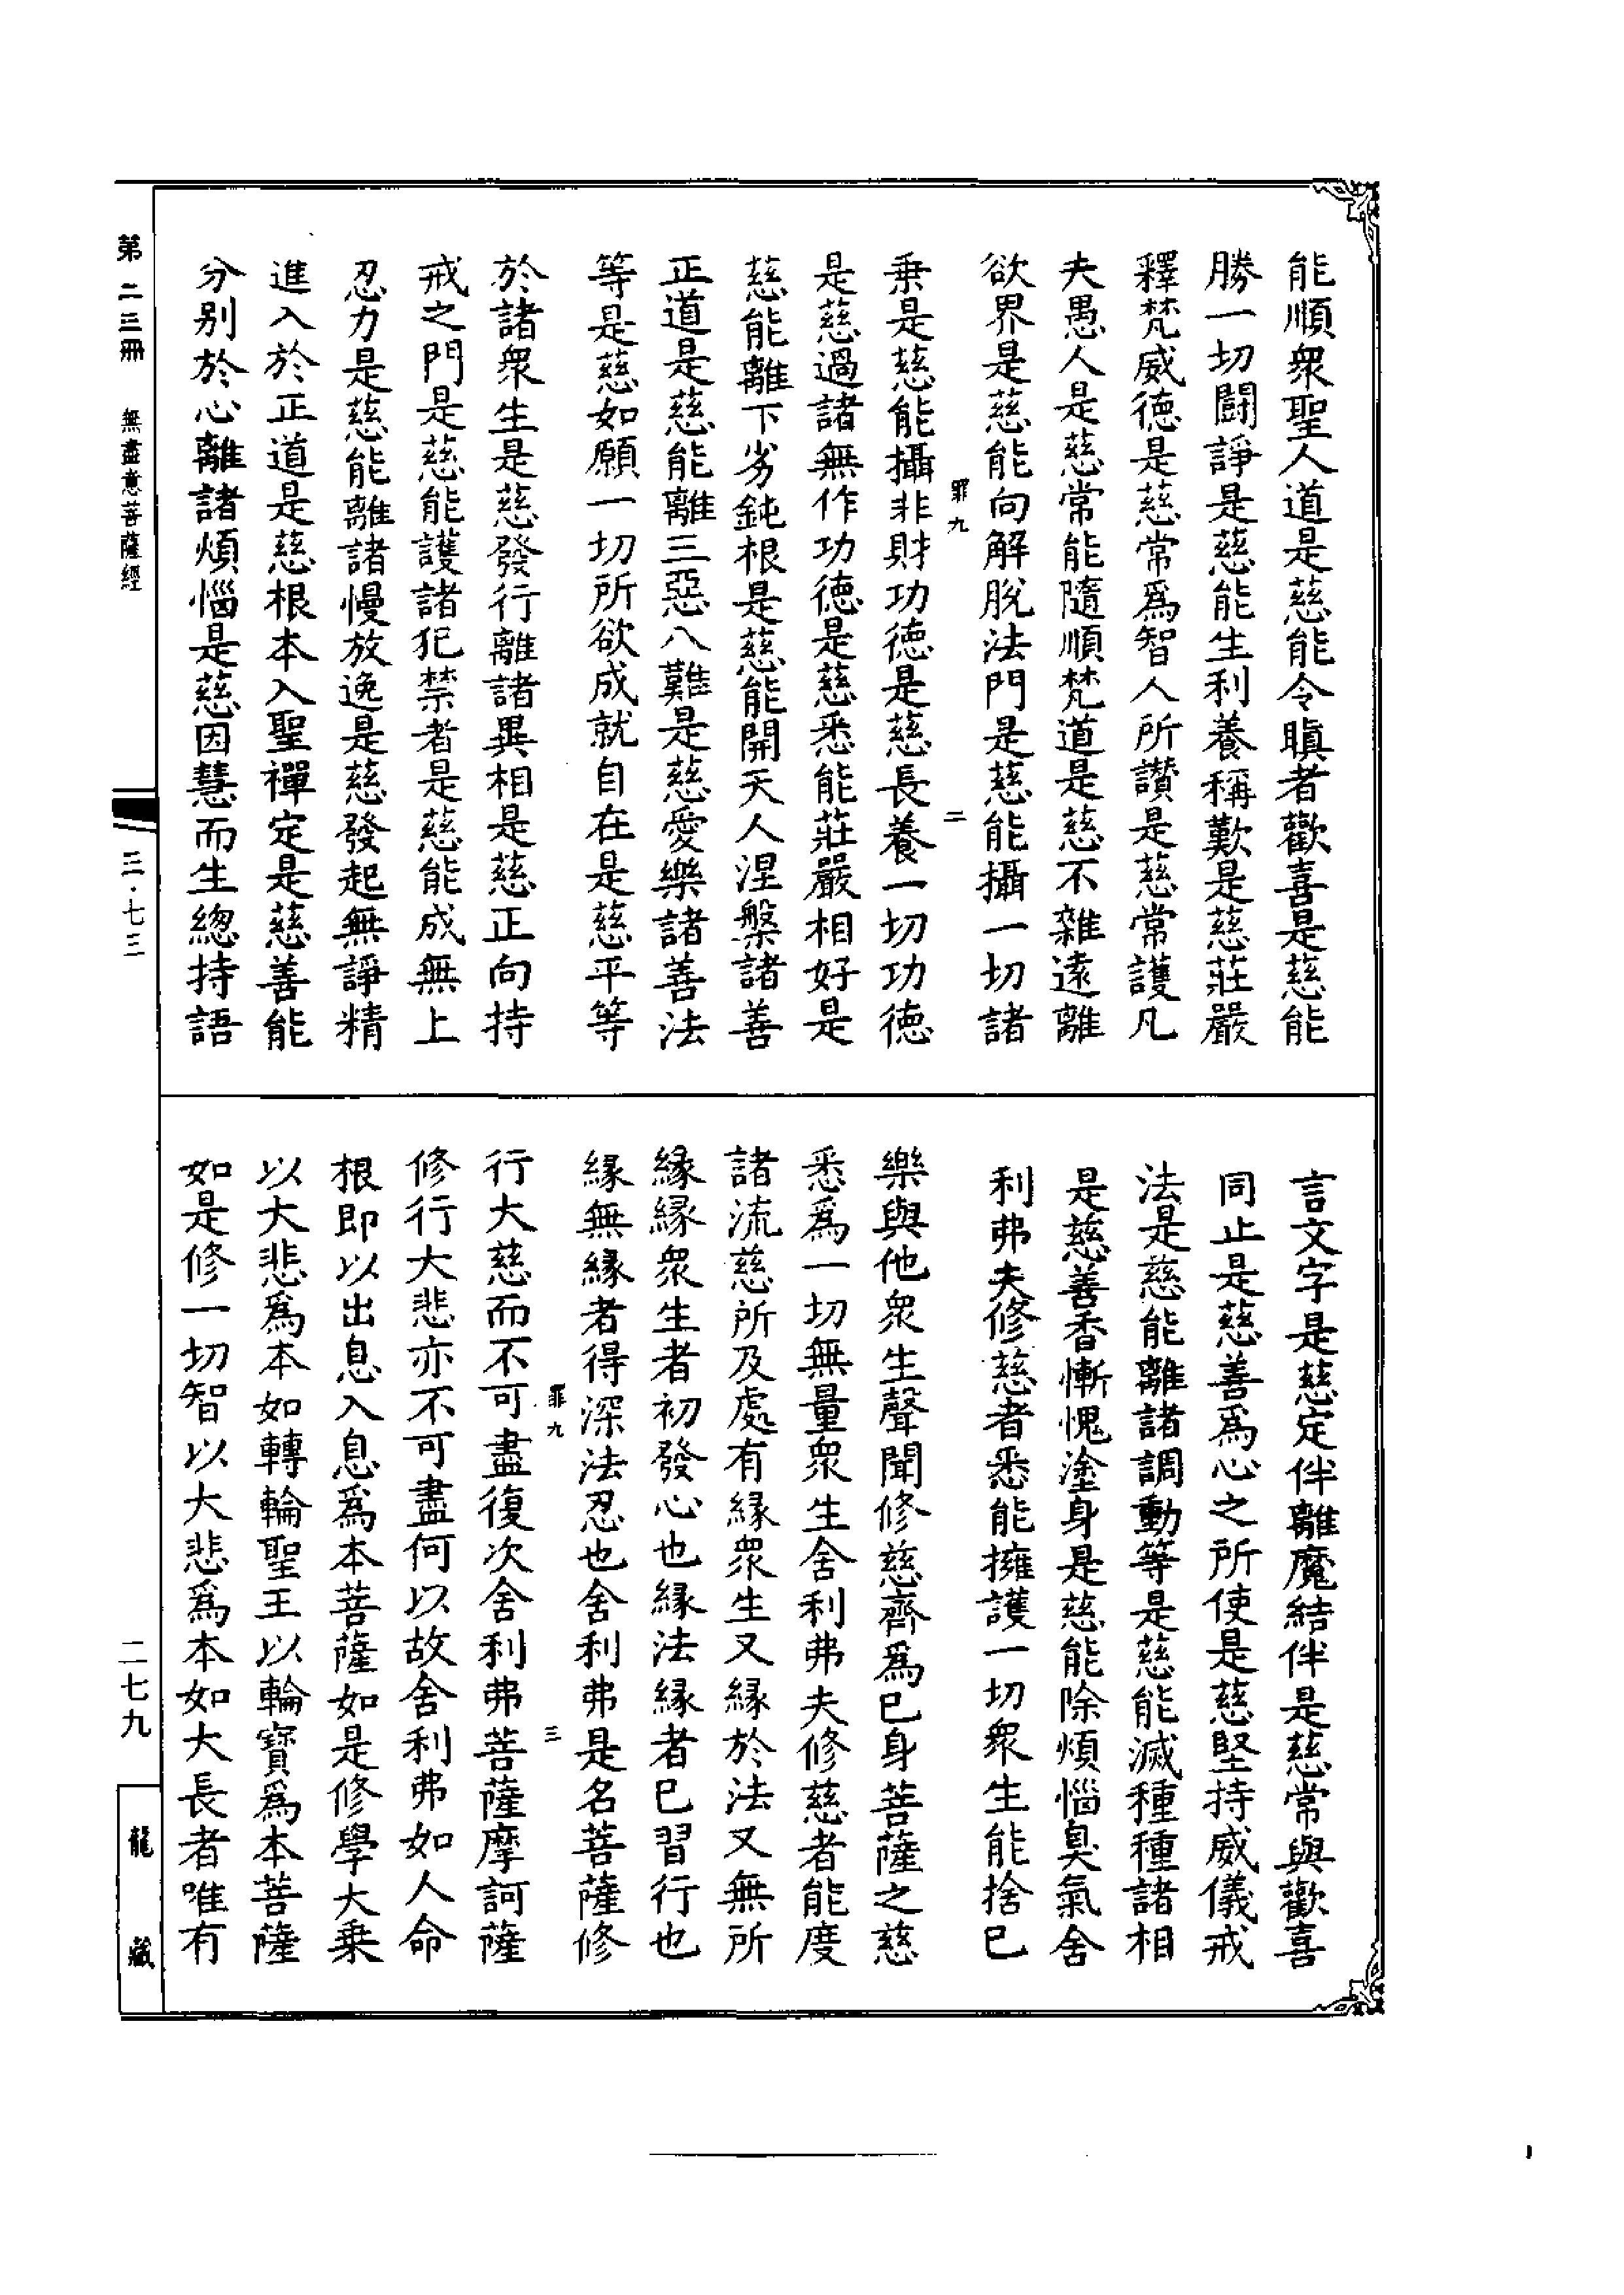 能順衆聖人道是慈能令瞋者歡喜是慈能
勝一切鬪諍是慈能生利養稱歎是慈莊嚴
釋梵威徳是慈常爲智人所讚是慈常護凡
夫愚人是慈常能隨順梵道是慈不雜遠離
欲界是慈能向解脫法門是慈能攝一切諸
罪九
二
乗是慈能攝非財功徳是慈長養一切功徳
是慈過諸無作功徳是慈悉能莊嚴相好是
慈能離下劣鈍根是慈能開天人涅槃諸善
正道是慈能離三惡八難是慈愛樂諸善法
等是慈如願一切所欲成就自在是慈平等
於諸衆生是慈發行離諸異相是慈正向持
戒之門是慈能護諸犯禁者是慈能成無上
忍力是慈能離諸慢放逸是慈發起無諍精
進入於正道是慈根本入聖禪定是慈善能
分别於心離諸煩惱是慈因慧而生總持語
言文字是慈定伴離魔結伴是慈常與歡喜
同止是慈善爲心之所使是慈堅持威儀戒
法是慈能離諸調動等是慈能滅種種諸相
是慈善香慚愧塗身是慈能除煩惱臭氣舍
利弗夫修慈者悉能擁護一切衆生能捨已
樂與他衆生聲聞修慈齊爲已身菩薩之慈
悉爲一切無量衆生舍利弗夫修慈者能度
諸流慈所及處有縁衆生又縁於法又無所
縁縁衆生者初發心也縁法縁者已習行也
縁無縁者得深法忍也舍利弗是名菩薩修
罪九
三
行大慈而不可盡復次舍利弗菩薩摩訶薩
修行大悲亦不可盡何以故舍利弗如人命
根即以出息入息爲本菩薩如是修學大乗
以大悲爲本如轉輪聖王以輪寳爲本菩薩
如是修一切智以大悲爲本如大長者唯有
第二三冊 無盡意菩薩經
三·七三
二七九
龍藏